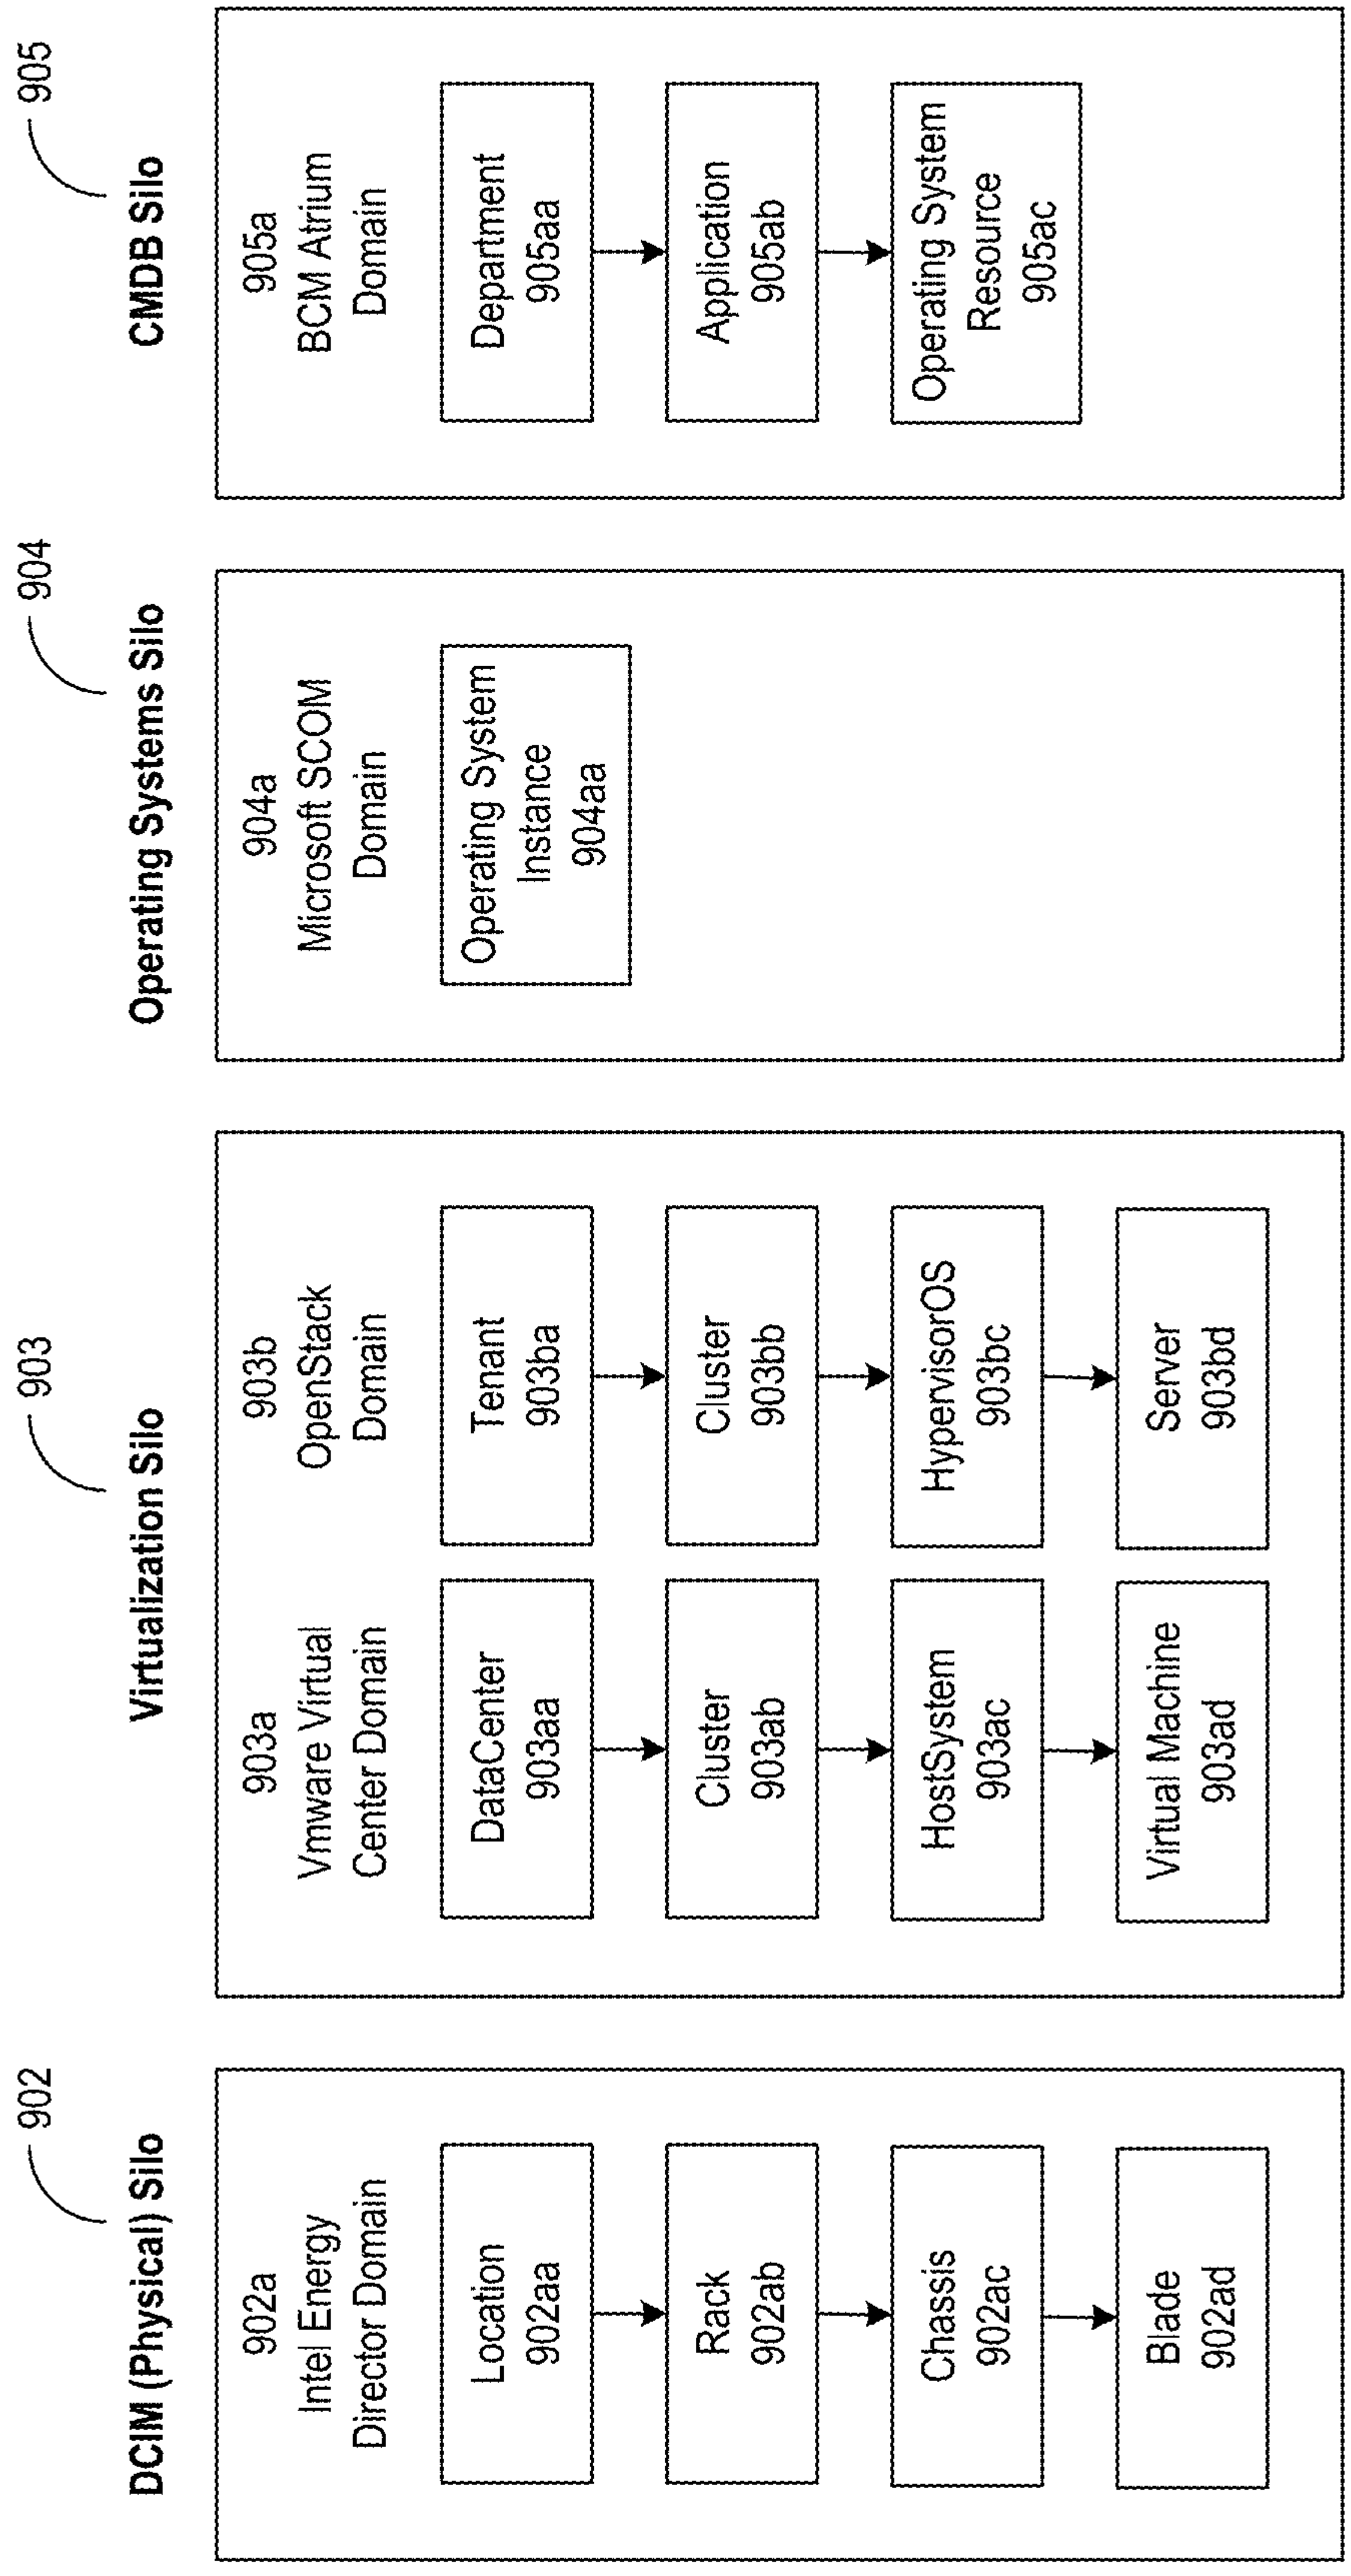 902
DCIM (Physical) Silo
902a
Intel Energy
Director Domain
Location
902aa
Rack
902ab
Chassis
902ac
Blade
902ad
903
Virtualization Silo
903a
Vmware Virtual
Center Domain
DataCenter
903aa
Cluster
903ab
HostSystem
903ac
Virtual Machine
903ad
903b
OpenStack
Domain
Tenant
903ba
Cluster
903bb
HypervisorOS
903bc
Server
903bd
904
Operating Systems Silo
904a
Microsoft SCOM
Domain
Operating System
Instance
904aa
905
CMDB Silo
905a
BCM Atrium
Domain
Department
905aa
Application
905ab
Operating System
Resource
905ac